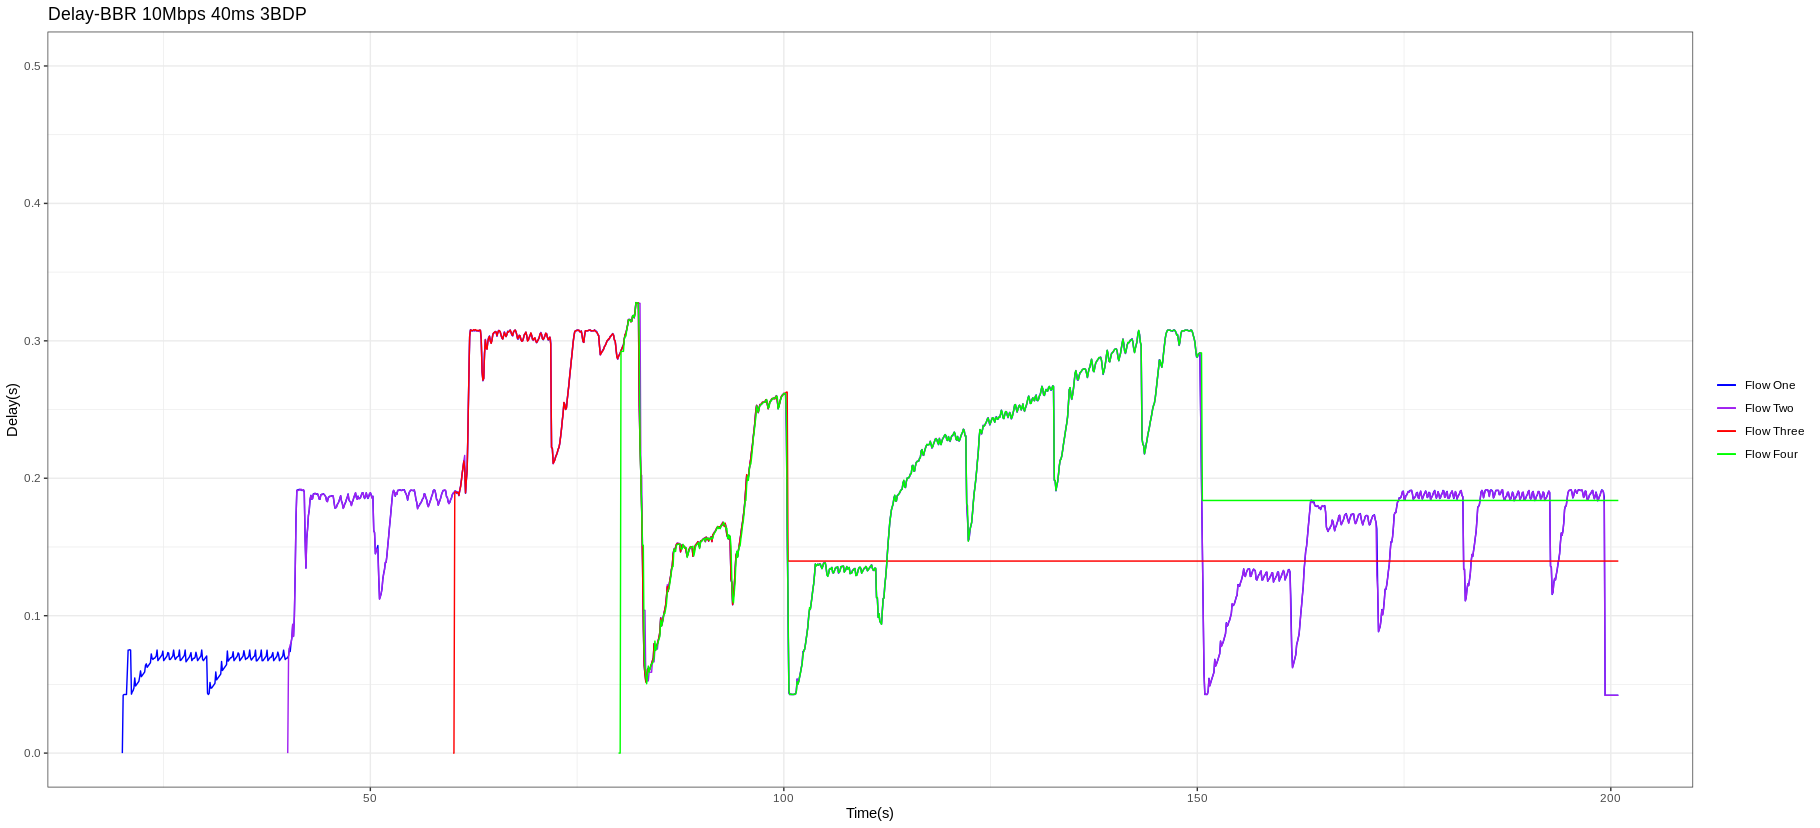 Delay-BBR 10Mbps 40ms 3BDP
Delay(s)
0.5
0.4
0.3
0.2
0.1
0.0
50
100
150
200
Time(s)
Flow One
Flow Two
Flow Three
Flow Four